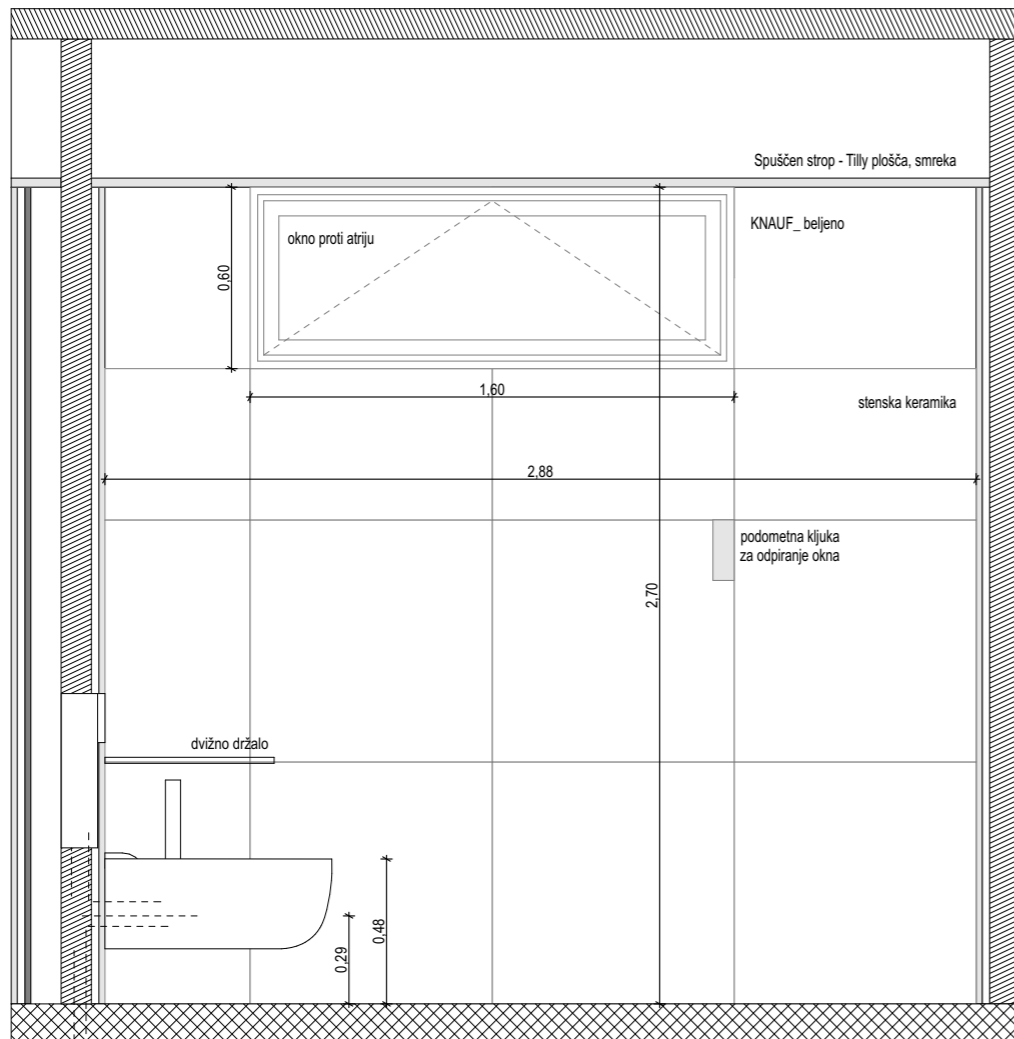 Spuščen strop - Tilly plošča, smreka
okno proti atriju
KNAUF_ beljeno
0,60
1,60
stenska keramika
2,88
podometna kljuka
za odpiranje okna
2,70
dvižno držalo
0,48
0,29